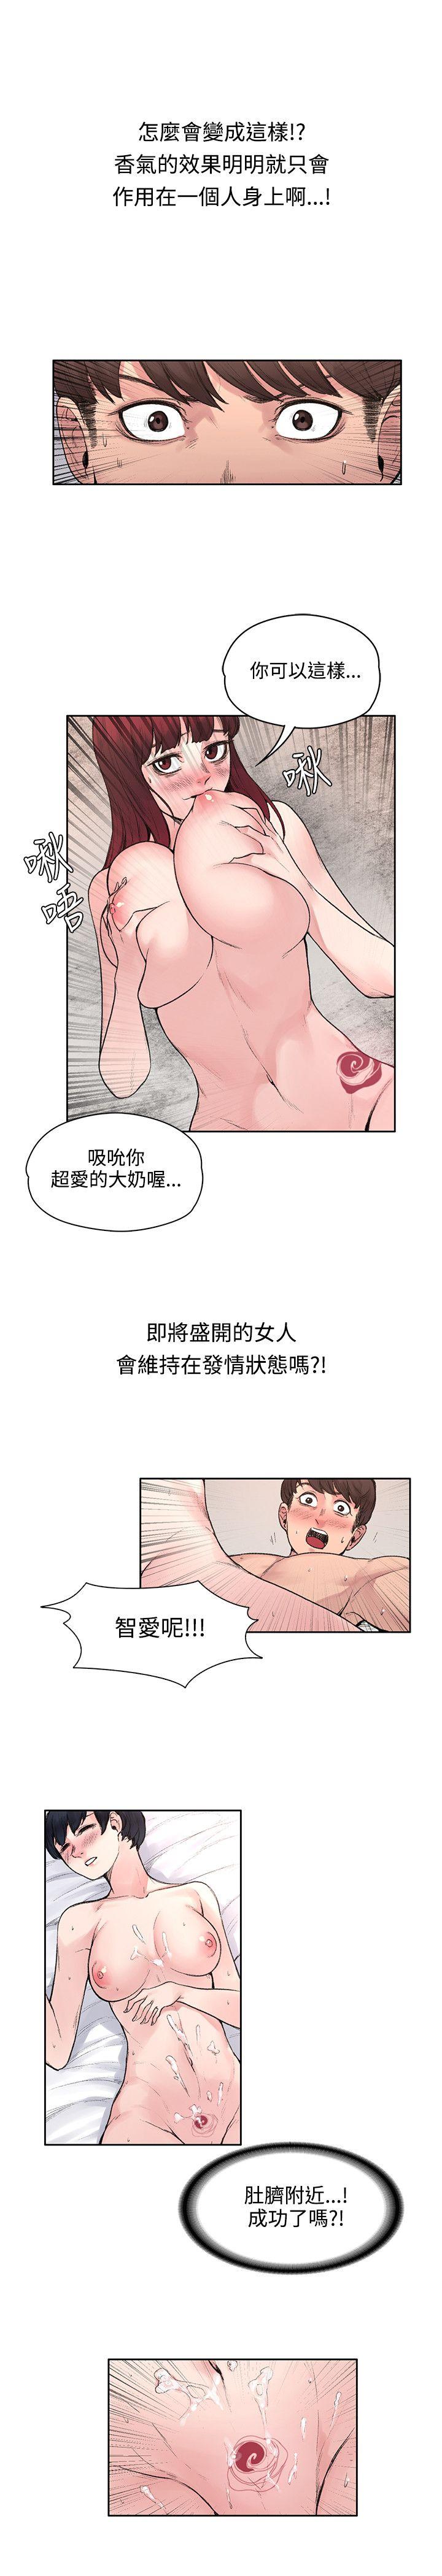 怎麼會變成這樣!?
香氣的效果明明就只會
作用在一個人身上啊...!
你可以這樣...
啾
啾
唔
吸吮你
超愛的大奶喔...
即將盛開的女人
會維持在發情狀態嗎?!
智愛呢!!!
肚臍附近...!
成功了嗎?!